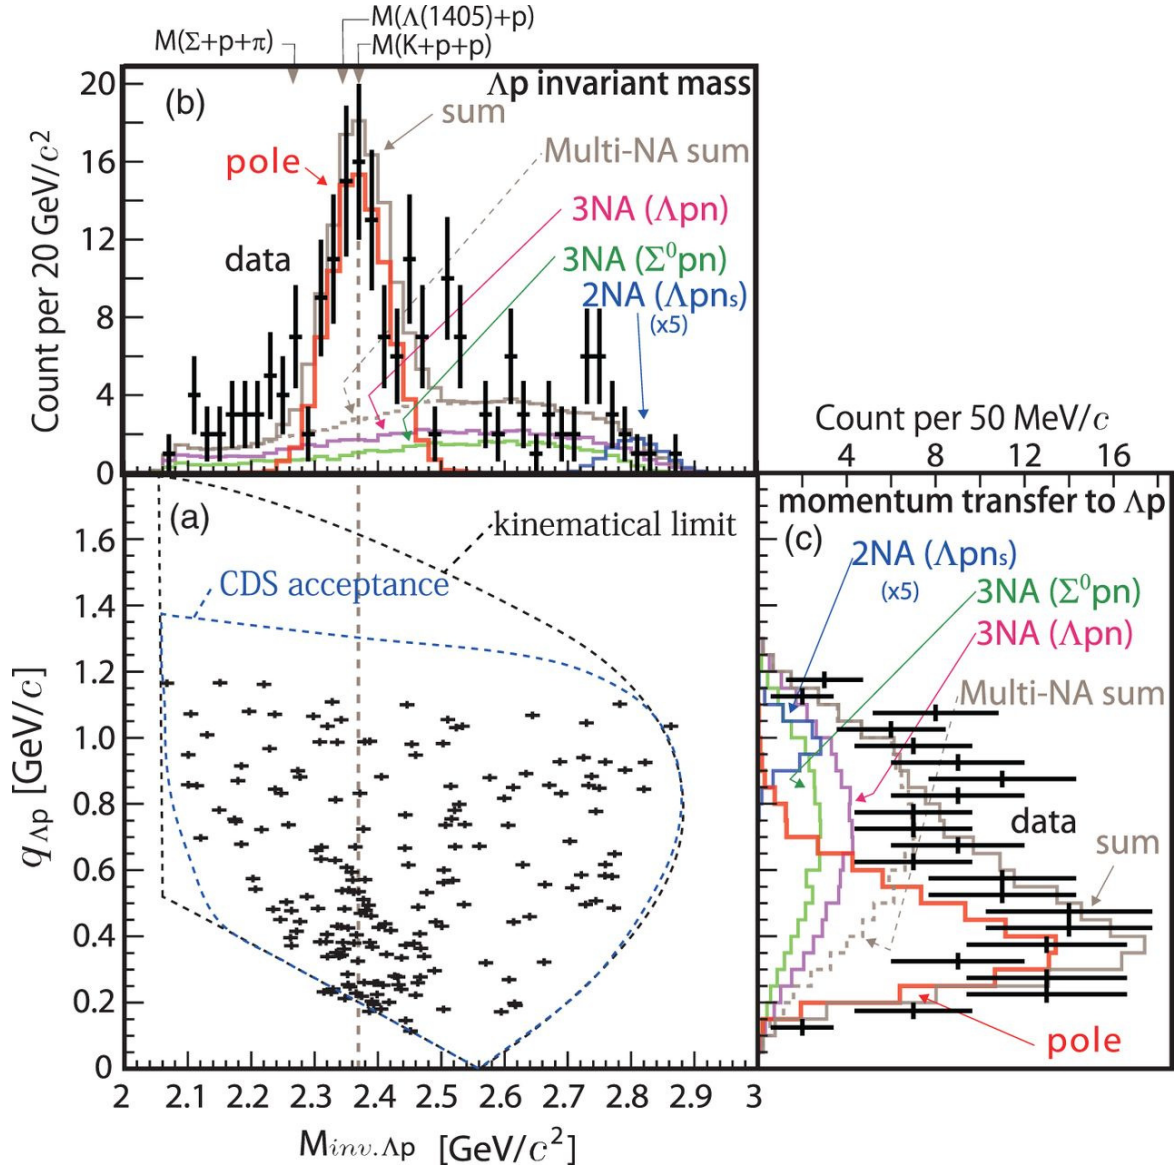 M(Λ(1405)+p)
M(Σ+p+π)
M(K+p+p)
(b)
Λp invariant mass
sum
Multi-NA sum
pole
3NA (Λpn)
3NA (Σ⁰pn)
data
2NA (Λpnₛ)
(x5)
Count per 20 GeV/c²
20
16
12
8
4
0
Count per 50 MeV/c
4 8 12 16
(a)
kinematical limit
CDS acceptance
q Λp [GeV/c]
1.6
1.4
1.2
1.0
0.8
0.6
0.4
0.2
0
2 2.1 2.2 2.3 2.4 2.5 2.6 2.7 2.8 2.9
Minv.Λp [GeV/c²]
momentum transfer to Λp
(c)
2NA (Λpnₛ)
(x5)
3NA (Σ⁰pn)
3NA (Λpn)
Multi-NA sum
data
sum
pole